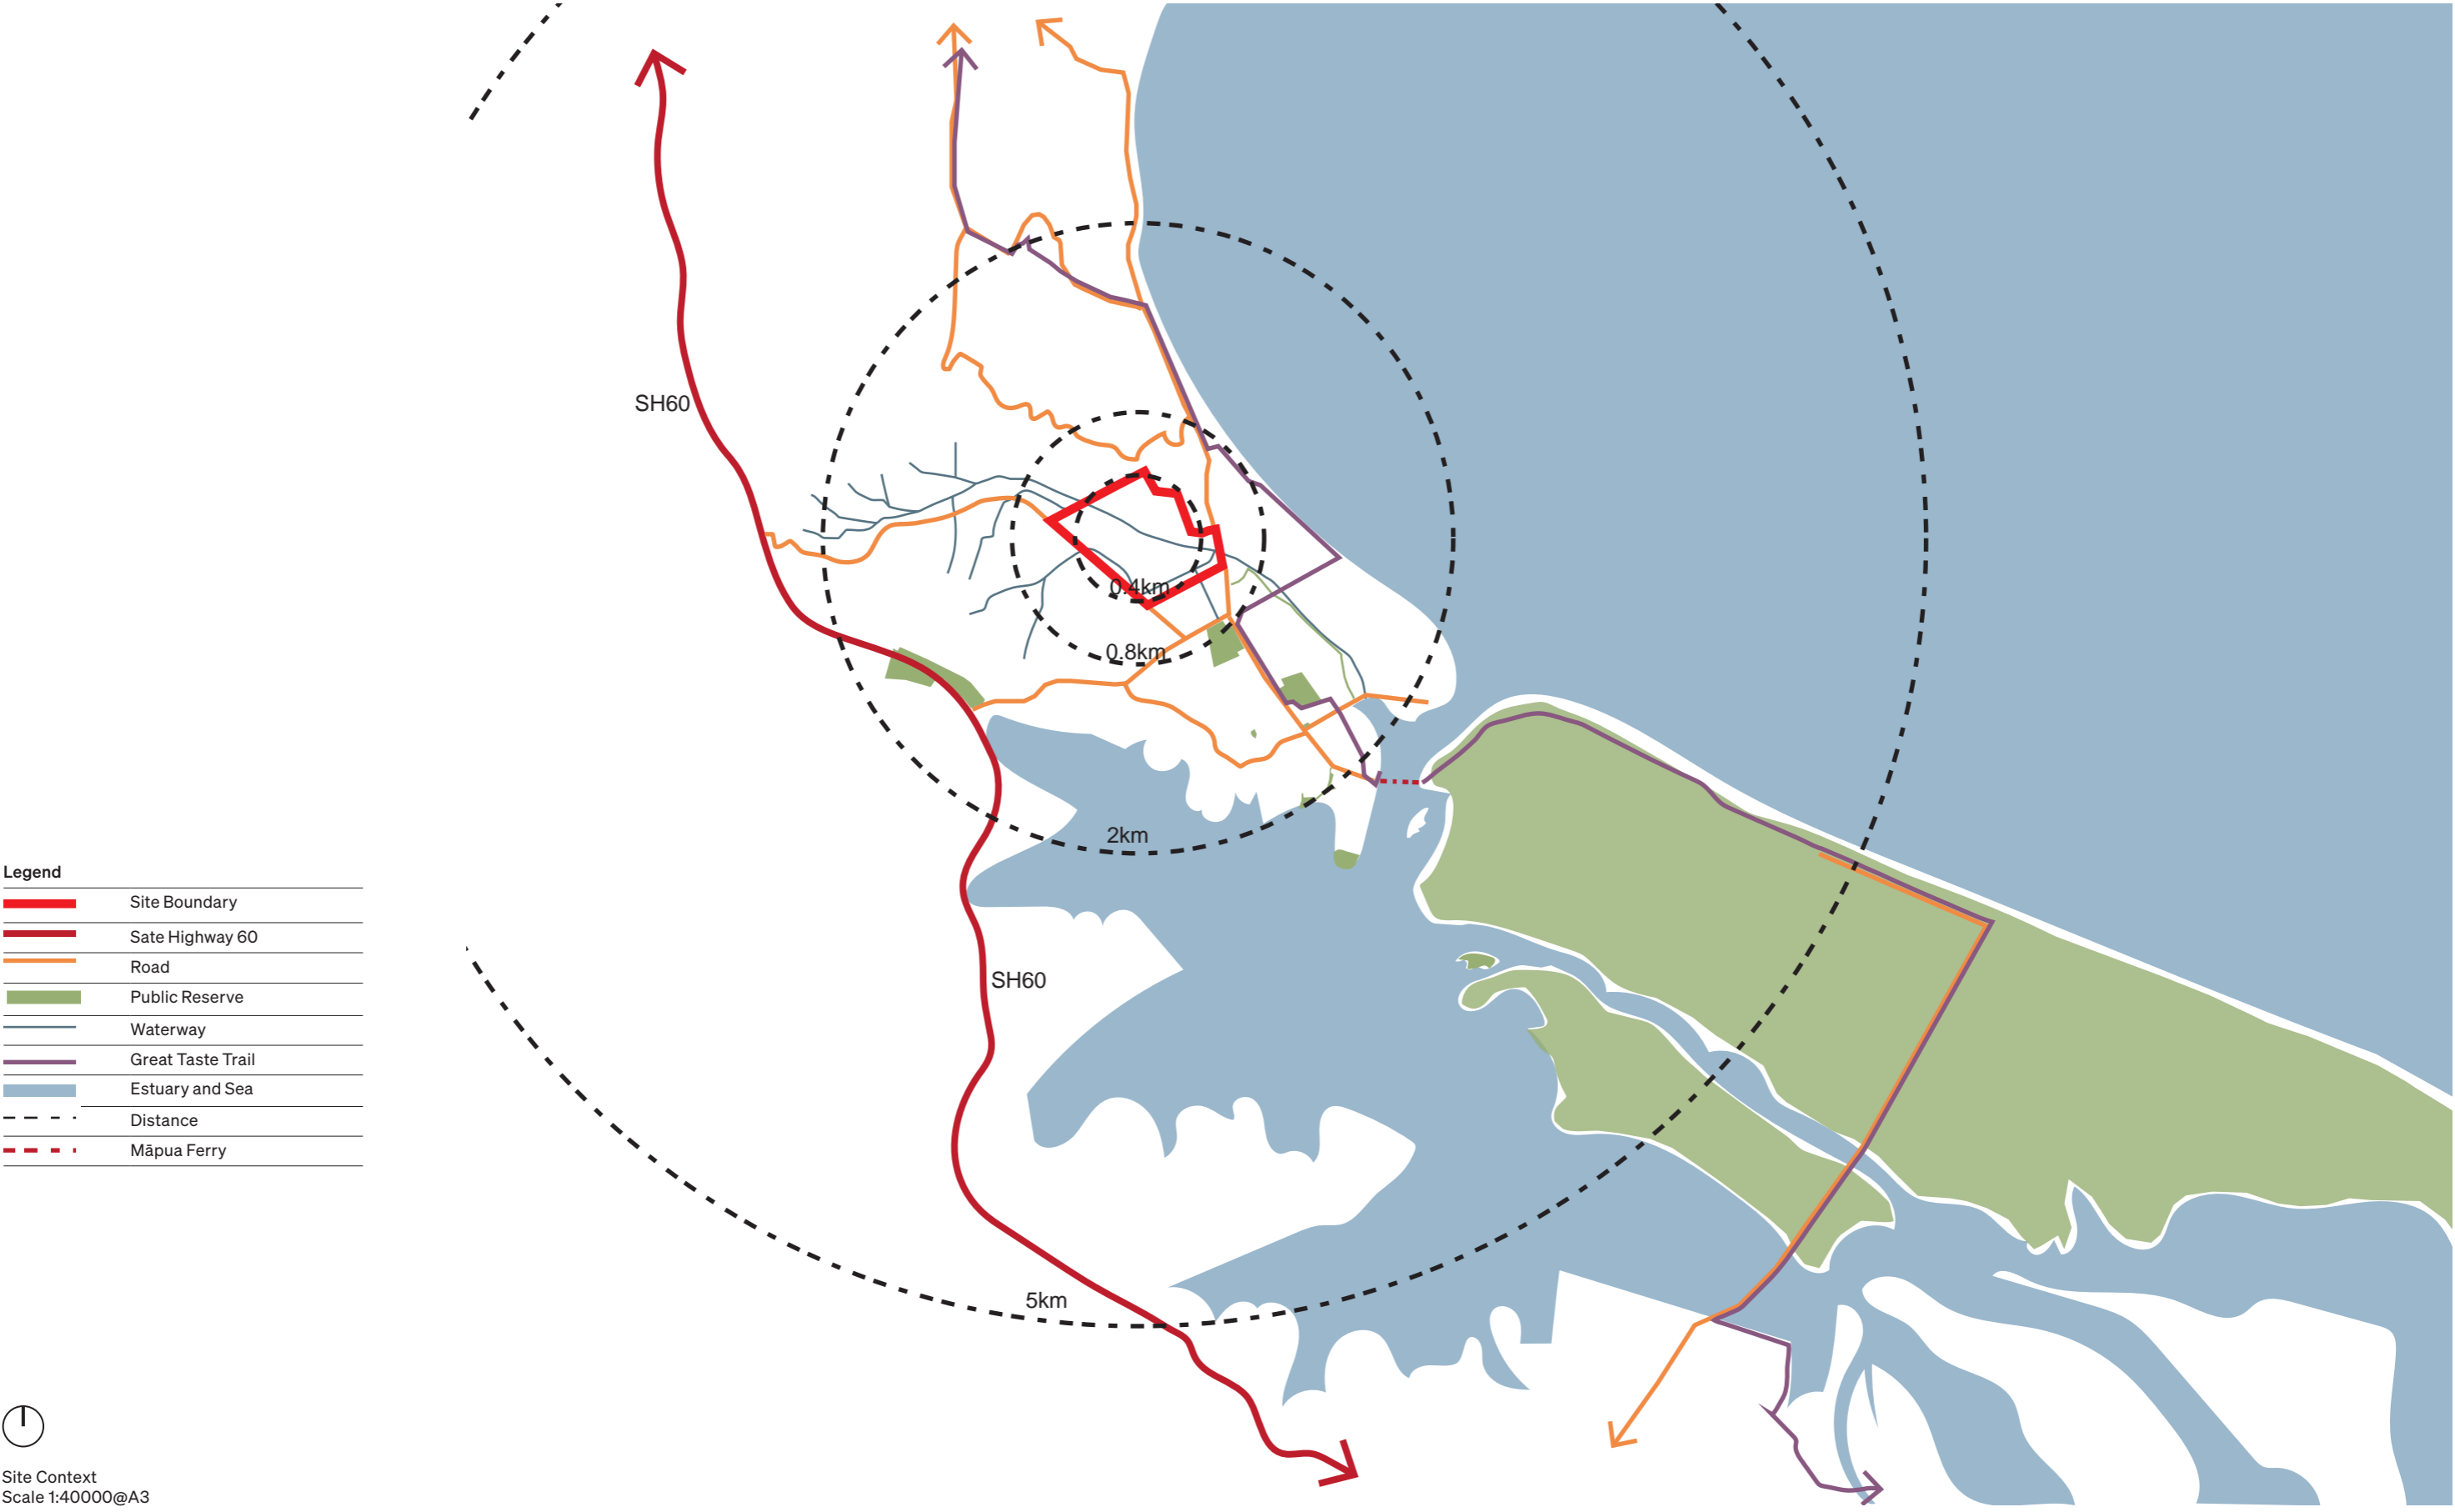 SH60
0.4km
0.8km
2km
SH60
5km
Legend
Site Boundary
Sate Highway 60
Road
Public Reserve
Waterway
Great Taste Trail
Estuary and Sea
Distance
Māpua Ferry
Site Context
Scale 1:40000@A3